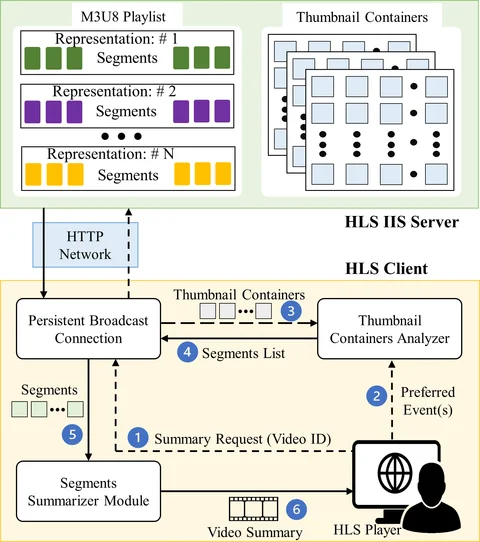 M3U8 Playlist
Thumbnail Containers
Representation: # 1
Segments
Representation: # 2
Segments
Representation: # N
Segments
HLS IIS Server
HTTP
Network
HLS Client
Thumbnail Containers
3
Persistent Broadcast
Connection
Thumbnail
Containers Analyzer
4 Segments List
Segments
5
2
Preferred
Event(s)
1 Summary Request (Video ID)
Segments
Summarizer Module
6
Video Summary
HLS Player